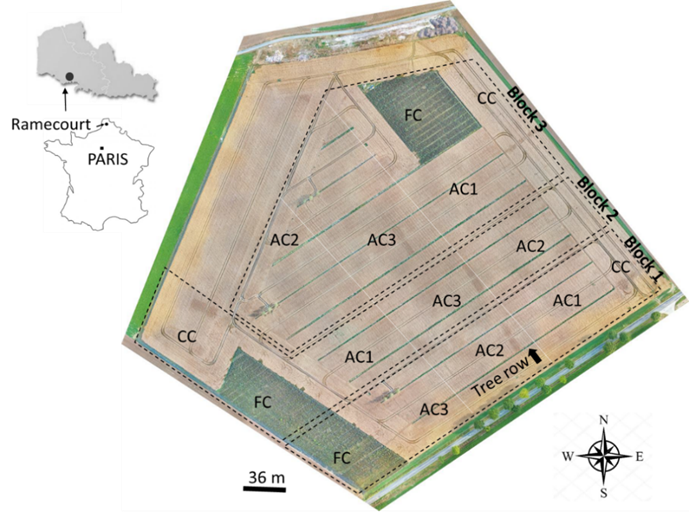 Ramecourt
PARIS
FC
CC
Block 3
AC1
Block 2
AC2
AC3
AC2
Block 1
CC
AC3
AC1
CC
AC1
AC2
Tree row
FC
AC3
FC
36 m
N
W
E
S